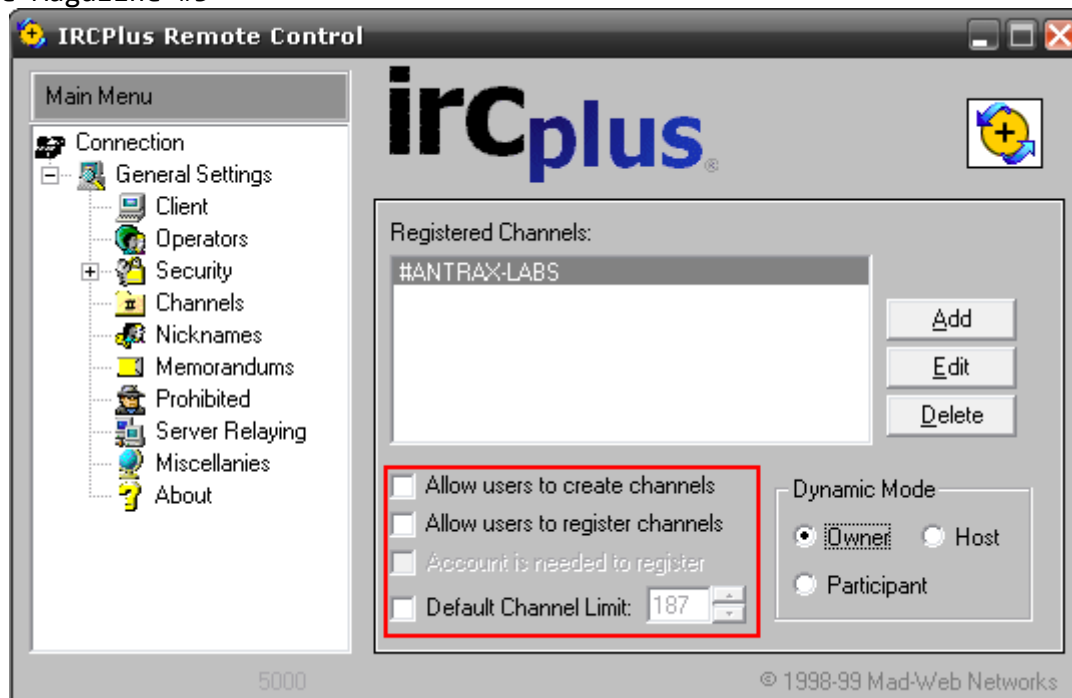 IRCPlus Remote Control
Main Menu
Connection
General Settings
Client
Operators
Security
Channels
Nicknames
Memorandums
Prohibited
Server Relaying
Miscellanies
About
ircplus®
Registered Channels:
#ANTRAX-LABS
Add
Edit
Delete
Allow users to create channels
Allow users to register channels
Account is needed to register
Default Channel Limit: 187
Dynamic Mode
Owner Host
Participant
5000
© 1998-99 Mad-Web Networks